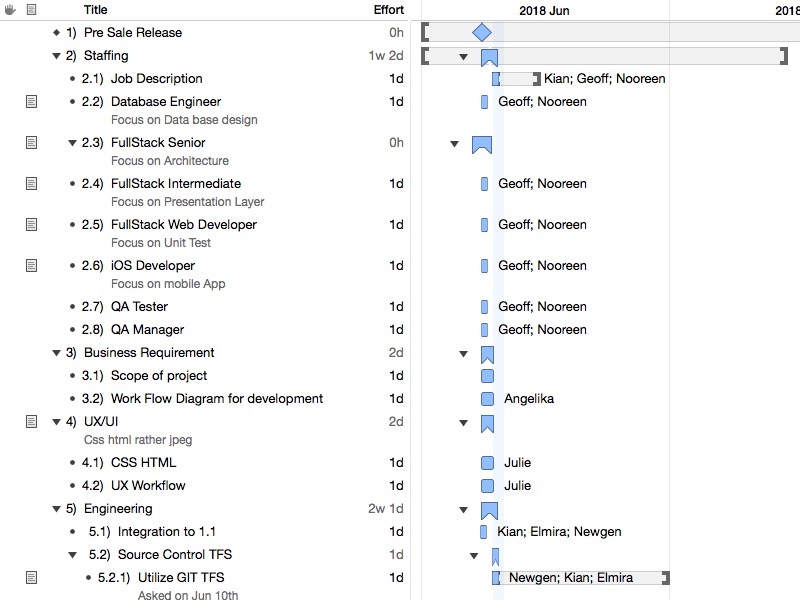 Title Effort 2018 Jun 2018
1) Pre Sale Release 0h
2) Staffing 1w 2d
2.1) Job Description 1d Kian; Geoff; Nooreen
2.2) Database Engineer 1d Geoff; Nooreen
Focus on Data base design
2.3) FullStack Senior 0h
Focus on Architecture
2.4) FullStack Intermediate 1d Geoff; Nooreen
Focus on Presentation Layer
2.5) FullStack Web Developer 1d Geoff; Nooreen
Focus on Unit Test
2.6) iOS Developer 1d Geoff; Nooreen
Focus on mobile App
2.7) QA Tester 1d Geoff; Nooreen
2.8) QA Manager 1d Geoff; Nooreen
3) Business Requirement 2d
3.1) Scope of project 1d
3.2) Work Flow Diagram for development 1d Angelika
4) UX/UI 2d
Css html rather jpeg
4.1) CSS HTML 1d Julie
4.2) UX Workflow 1d Julie
5) Engineering 2w 1d
5.1) Integration to 1.1 1d Kian; Elmira; Newgen
5.2) Source Control TFS 1d
5.2.1) Utilize GIT TFS 1d Newgen; Kian; Elmira
Asked on Jun 10th